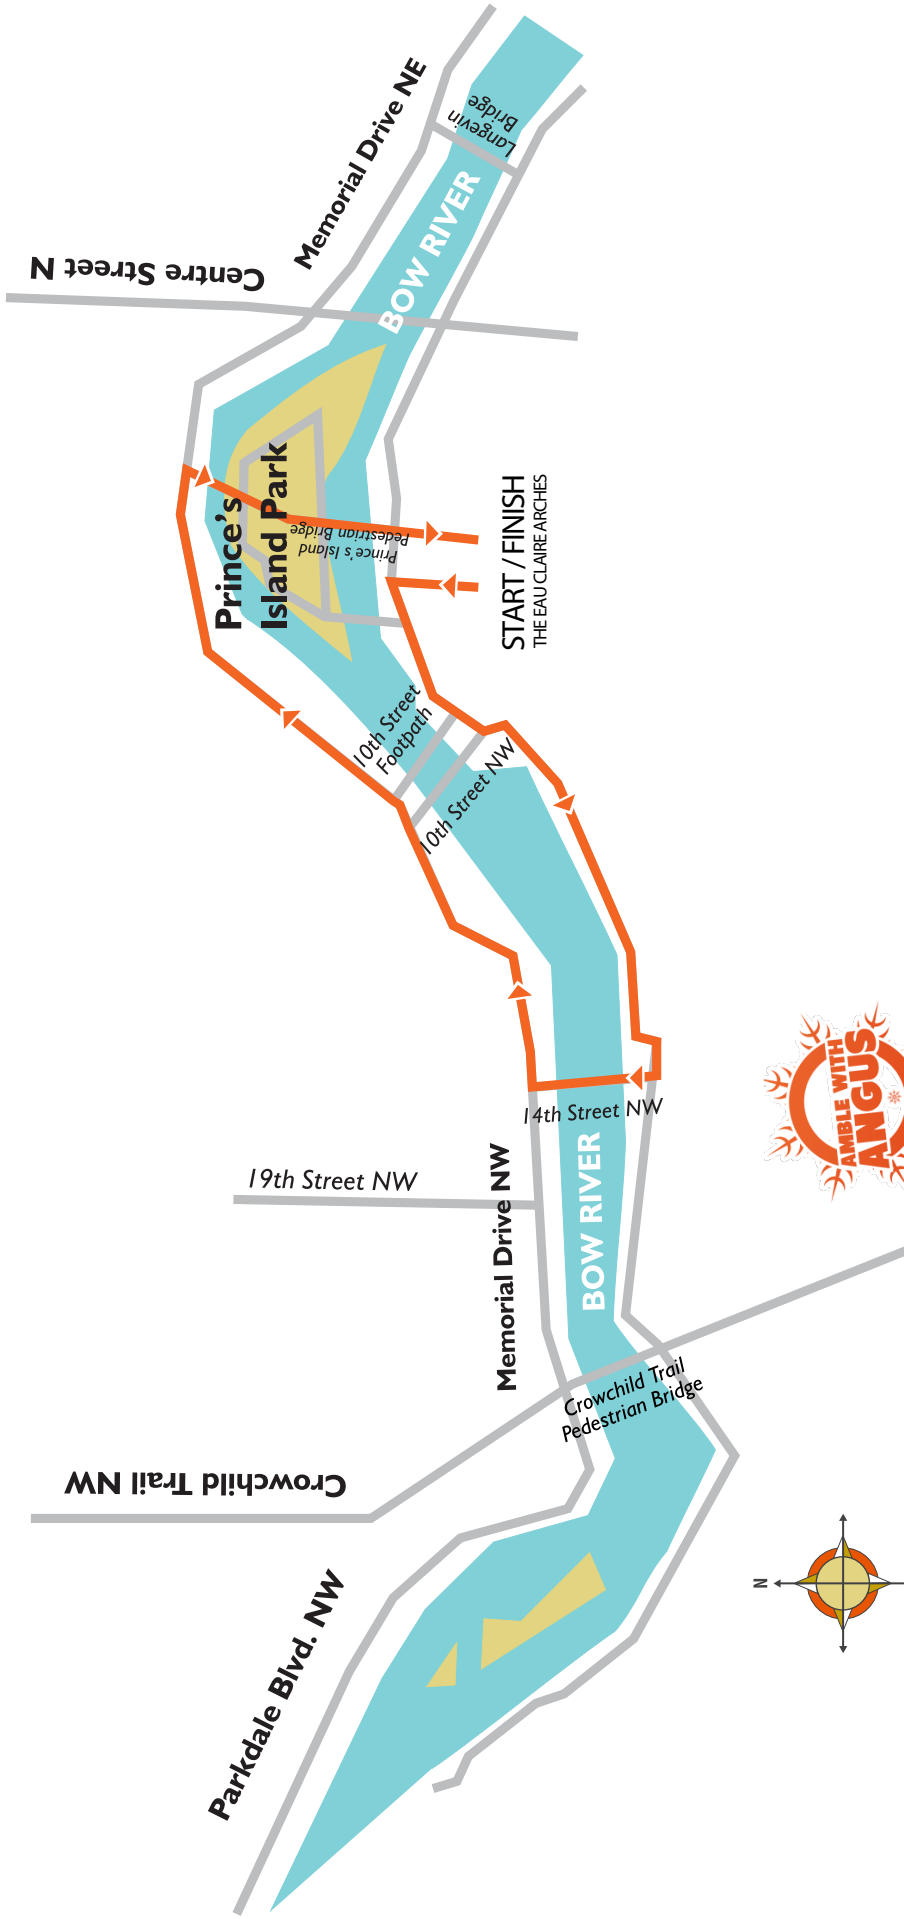 Parkdale Blvd. NW
Crowchild Trail NW
Crowchild Trail
Pedestrian Bridge
19th Street NW
Memorial Drive NW
BOW RIVER
14th Street NW
10th Street NW
10th Street
Footpath
Prince's
Island Park
Prince's Island
Pedestrian Bridge
START / FINISH
THE EAU CLAIRE ARCHES
Centre Street N
Memorial Drive NE
BOW RIVER
Langevin
Bridge
AMBLE WITH
ANGUS
N